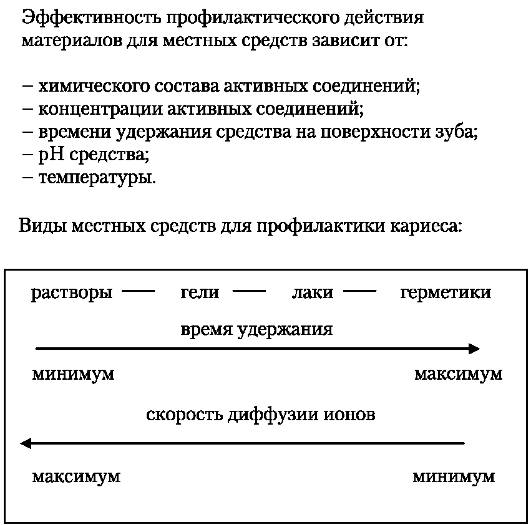 Эффективность профилактического действия
материалов для местных средств зависит от:
– химического состава активных соединений;
– концентрации активных соединений;
– времени удержания средства на поверхности зуба;
– pH средства;
– температуры.
Виды местных средств для профилактики кариеса:
растворы — гели — лаки — герметики
время удержания
минимум максимум
скорость диффузии ионов
максимум минимум